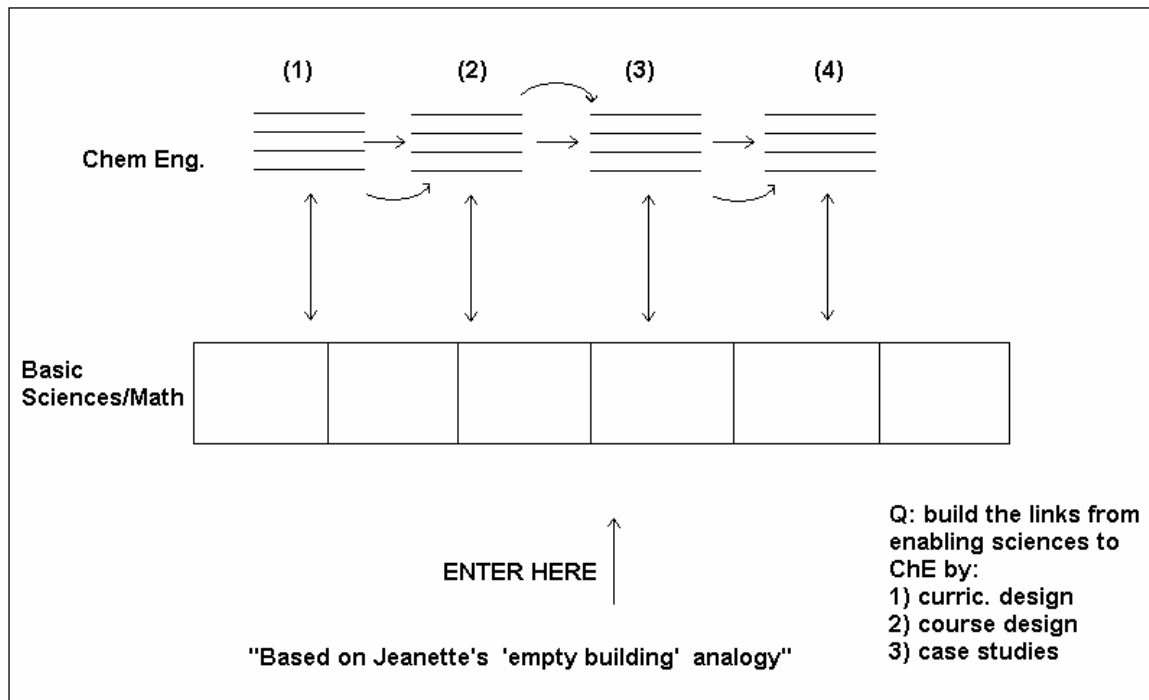 (1) (2) (3) (4)
Chem Eng.
Basic
Sciences/Math
ENTER HERE
"Based on Jeanette's 'empty building' analogy"
Q: build the links from
enabling sciences to
ChE by:
1) curric. design
2) course design
3) case studies